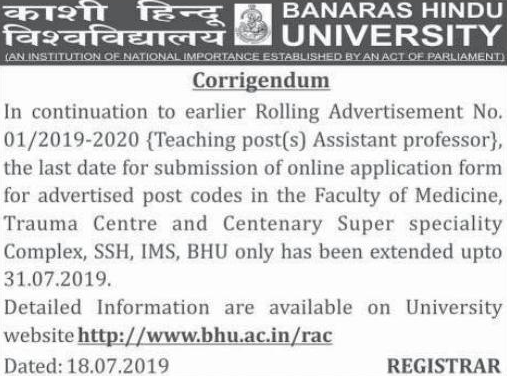 काशी हिन्दू
विश्वविद्यालय
BANARAS HINDU
UNIVERSITY
(AN INSTITUTION OF NATIONAL IMPORTANCE ESTABLISHED BY AN ACT OF PARLIAMENT)
Corrigendum
In continuation to earlier Rolling Advertisement No.
01/2019-2020 {Teaching post(s) Assistant professor},
the last date for submission of online application form
for advertised post codes in the Faculty of Medicine,
Trauma Centre and Centenary Super speciality
Complex, SSH, IMS, BHU only has been extended upto
31.07.2019.
Detailed Information are available on University
website http://www.bhu.ac.in/rac
Dated: 18.07.2019 REGISTRAR